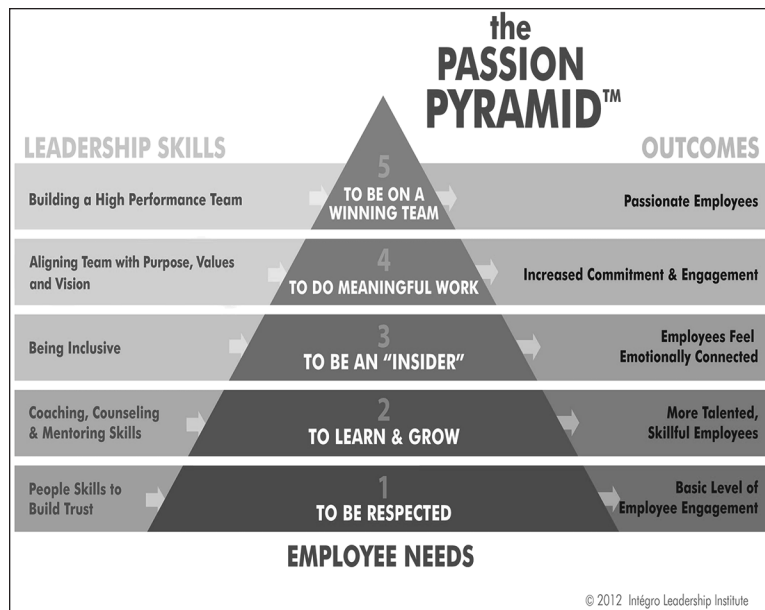 the
PASSION
PYRAMID™
LEADERSHIP SKILLS
OUTCOMES
Building a High Performance Team
5
TO BE ON A
WINNING TEAM
Passionate Employees
Aligning Team with Purpose, Values
and Vision
4
TO DO MEANINGFUL WORK
Increased Commitment & Engagement
Being Inclusive
3
TO BE AN “INSIDER”
Employees Feel
Emotionally Connected
Coaching, Counseling
& Mentoring Skills
2
TO LEARN & GROW
More Talented,
Skillful Employees
People Skills to
Build Trust
1
TO BE RESPECTED
Basic Level of
Employee Engagement
EMPLOYEE NEEDS
© 2012 Intégro Leadership Institute